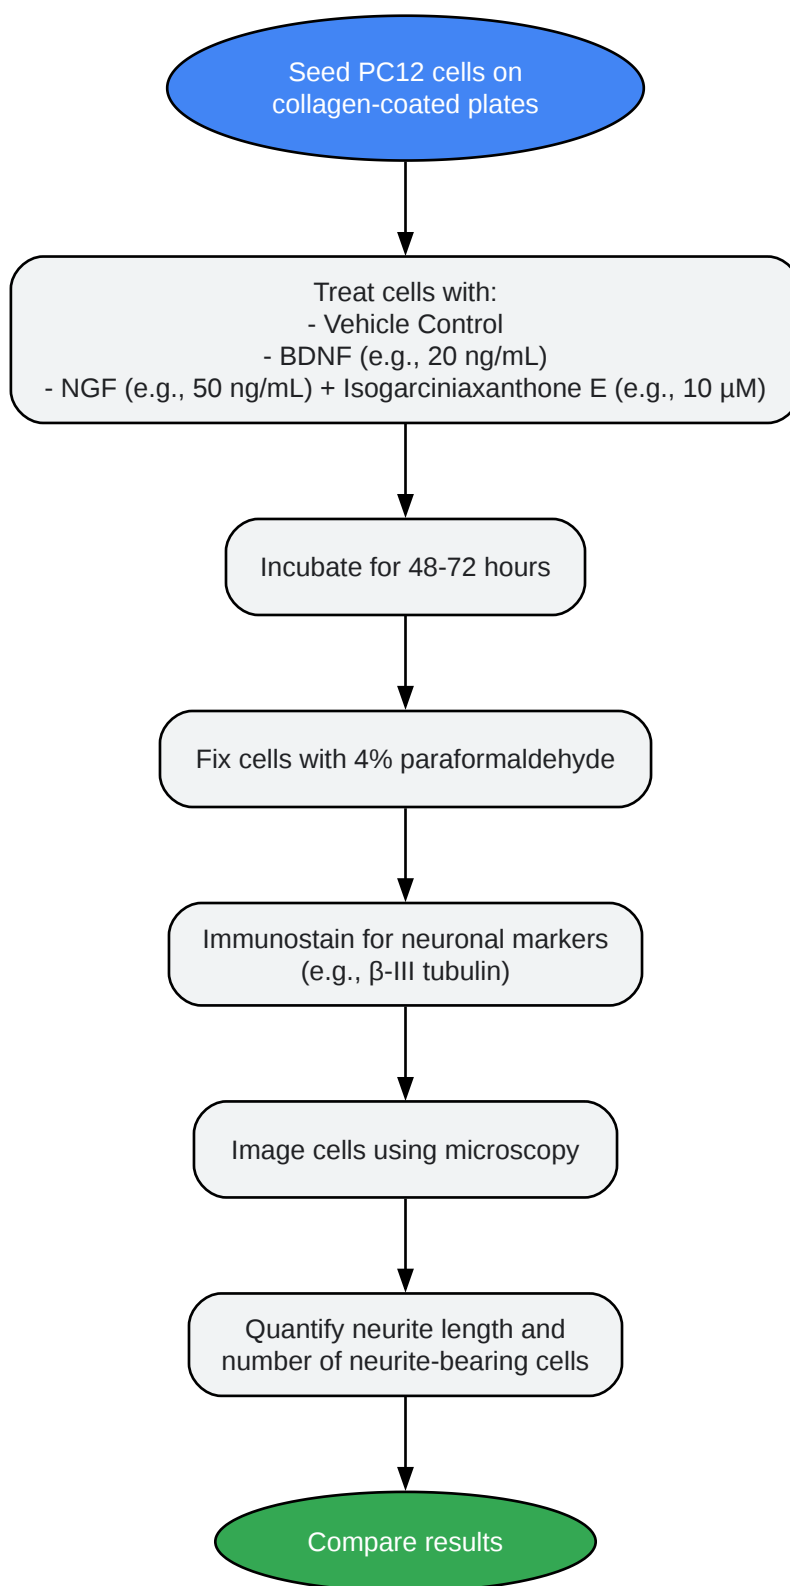 Seed PC12 cells on
collagen-coated plates
Treat cells with:
- Vehicle Control
- BDNF (e.g., 20 ng/mL)
- NGF (e.g., 50 ng/mL) + Isogarciniaxanthone E (e.g., 10 µM)
Incubate for 48-72 hours
Fix cells with 4% paraformaldehyde
Immunostain for neuronal markers
(e.g., β-III tubulin)
Image cells using microscopy
Quantify neurite length and
number of neurite-bearing cells
Compare results